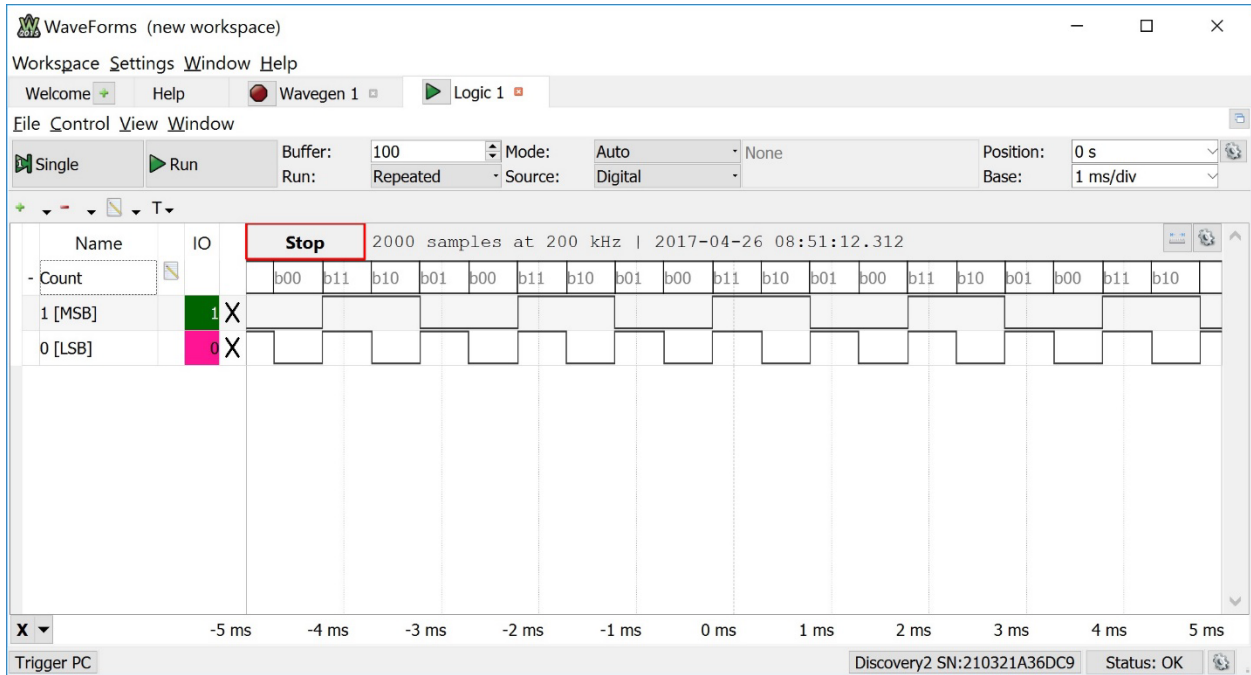 WaveForms (new workspace)
Workspace Settings Window Help
Welcome Help Wavegen 1 Logic 1
File Control View Window
Single Run Buffer: 100 Mode: Auto None Position: 0 s
Run: Repeated Source: Digital Base: 1 ms/div
T
Name IO Stop 2000 samples at 200 kHz | 2017-04-26 08:51:12.312
- Count b00 b11 b10 b01 b00 b11 b10 b01 b00 b11 b10 b01 b00 b11 b10 b01 b00 b11 b10
1 [MSB] 1 X
0 [LSB] 0 X
X -5 ms -4 ms -3 ms -2 ms -1 ms 0 ms 1 ms 2 ms 3 ms 4 ms 5 ms
Trigger PC Discovery2 SN:210321A36DC9 Status: OK